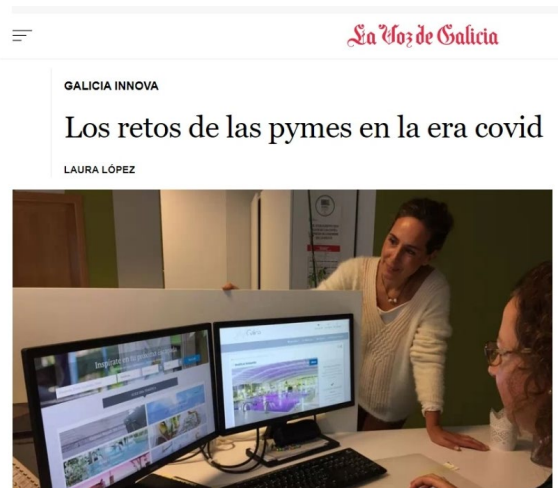 La Voz de Galicia
GALICIA INNOVA
Los retos de las pymes en la era covid
LAURA LÓPEZ